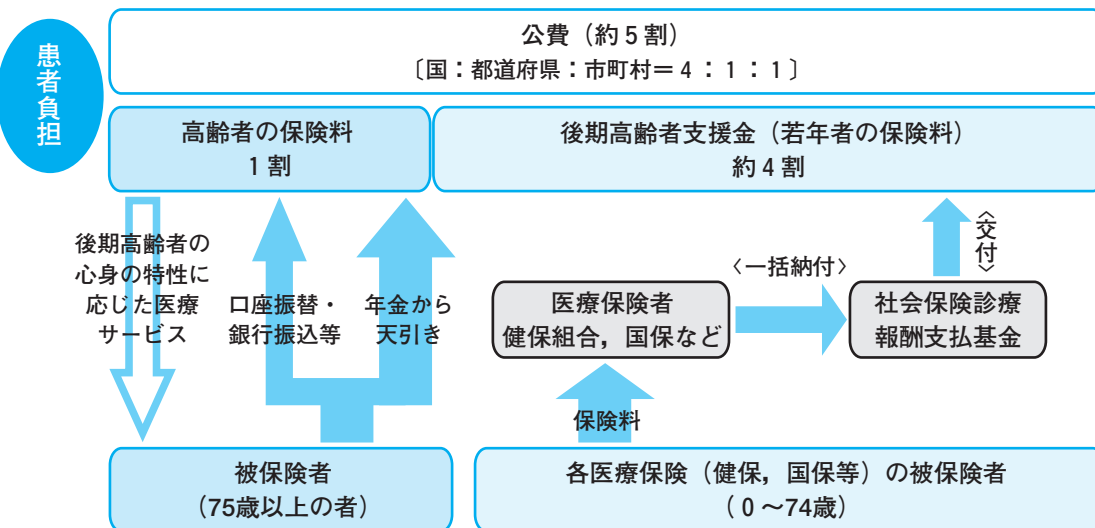 患者負担
公費（約５割）
〔国：都道府県：市町村＝４：１：１〕
高齢者の保険料
１割
後期高齢者支援金（若年者の保険料）
約４割
後期高齢者の
心身の特性に
応じた医療
サービス
口座振替・
銀行振込等
年金から
天引き
医療保険者
健保組合，国保など
〈一括納付〉
社会保険診療
報酬支払基金
〈交付〉
保険料
被保険者
（75歳以上の者）
各医療保険（健保，国保等）の被保険者
（０～74歳）